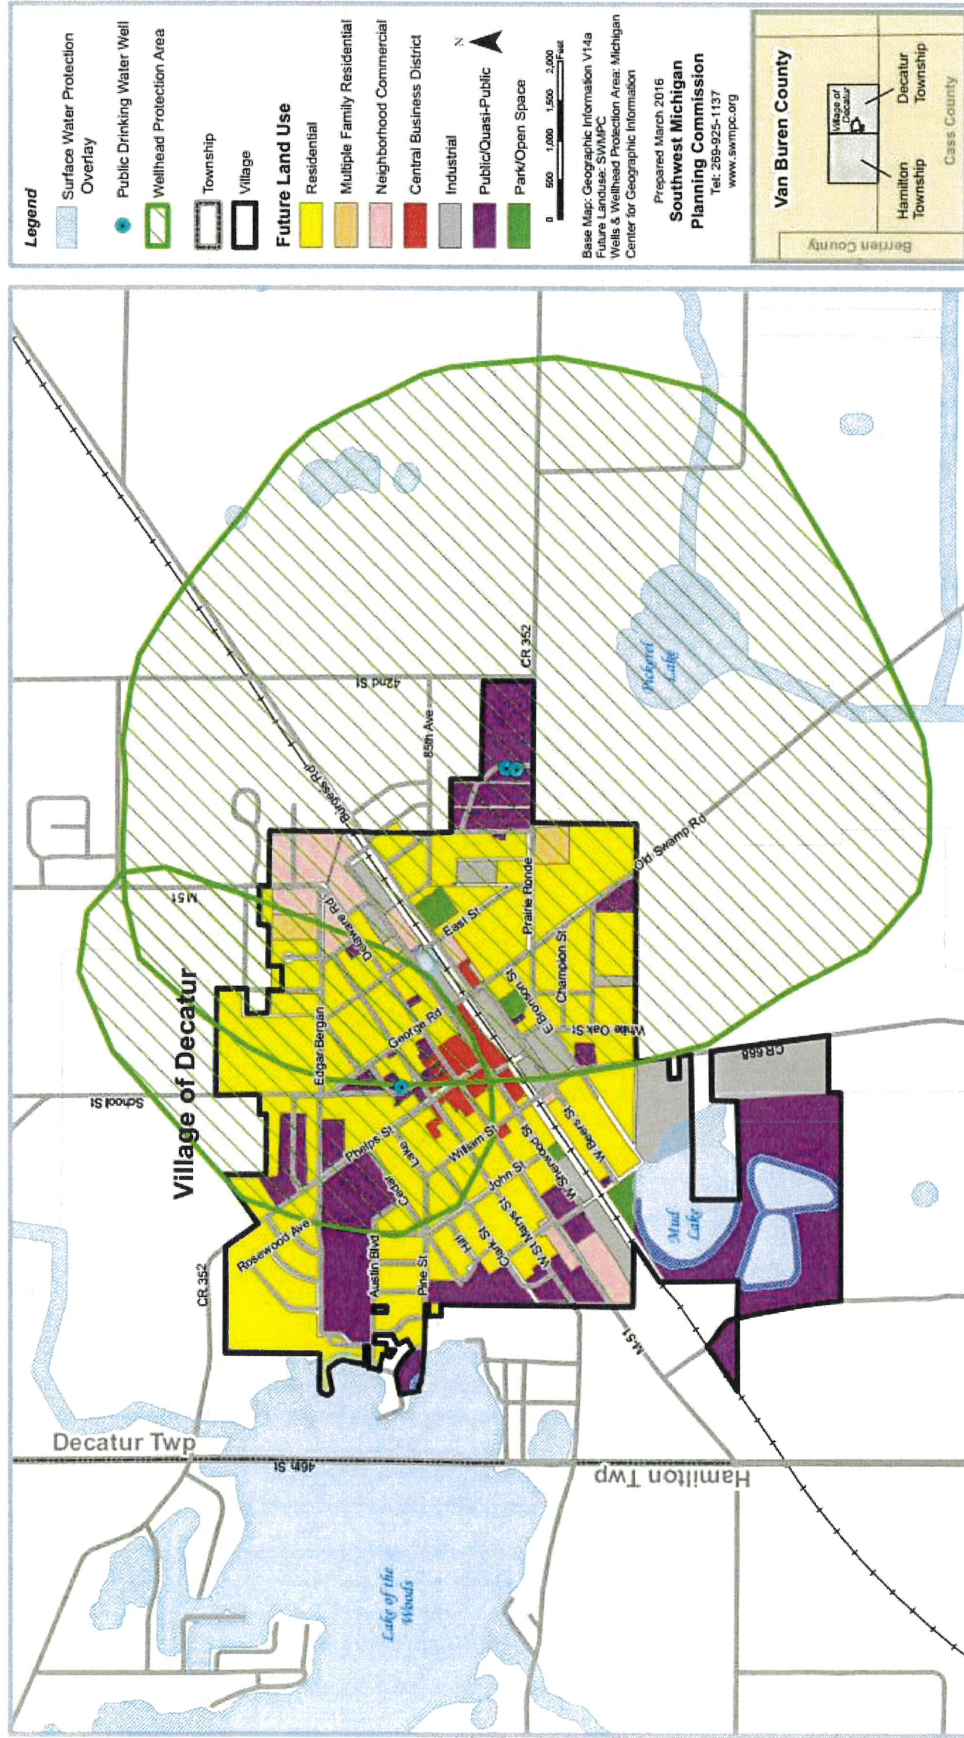 Legend
Surface Water Protection
Overlay
Public Drinking Water Well
Wellhead Protection Area
Township
Village
Future Land Use
Residential
Multiple Family Residential
Neighborhood Commercial
Central Business District
Industrial
Public/Quasi-Public
Park/Open Space
N
0 500 1,000 1,500 2,000
Feet
Base Map: Geographic Information V14a
Future Landuse: SWMPC
Wells & Wellhead Protection Area: Michigan
Center for Geographic Information
Prepared March 2016
Southwest Michigan
Planning Commission
Tel: 269-925-1137
www.swmpc.org
Van Buren County
Village of
Decatur
Hamilton
Township
Decatur
Township
Berrien County
Cass County
Village of Decatur
Decatur Twp
Hamilton Twp
46th St
Lake of the
Woods
CR 352
School St
M51
Rosewood Ave
Phelps St
Edgar Bergan
George Rd
Delaware Rd
Burgess Rd
42nd St
85th Ave
CR 352
Austin Blvd
Pine St
Cedar
Lake
William St
John St
Hill
Clark St
W St Marys St
W Sherwood St
W Beers St
East St
Prairie Ronde
E Bronson St
Champion St
White Oak St
Old Swamp Rd
Pickerel
Lake
CR 668
Mud
Lake
M-51